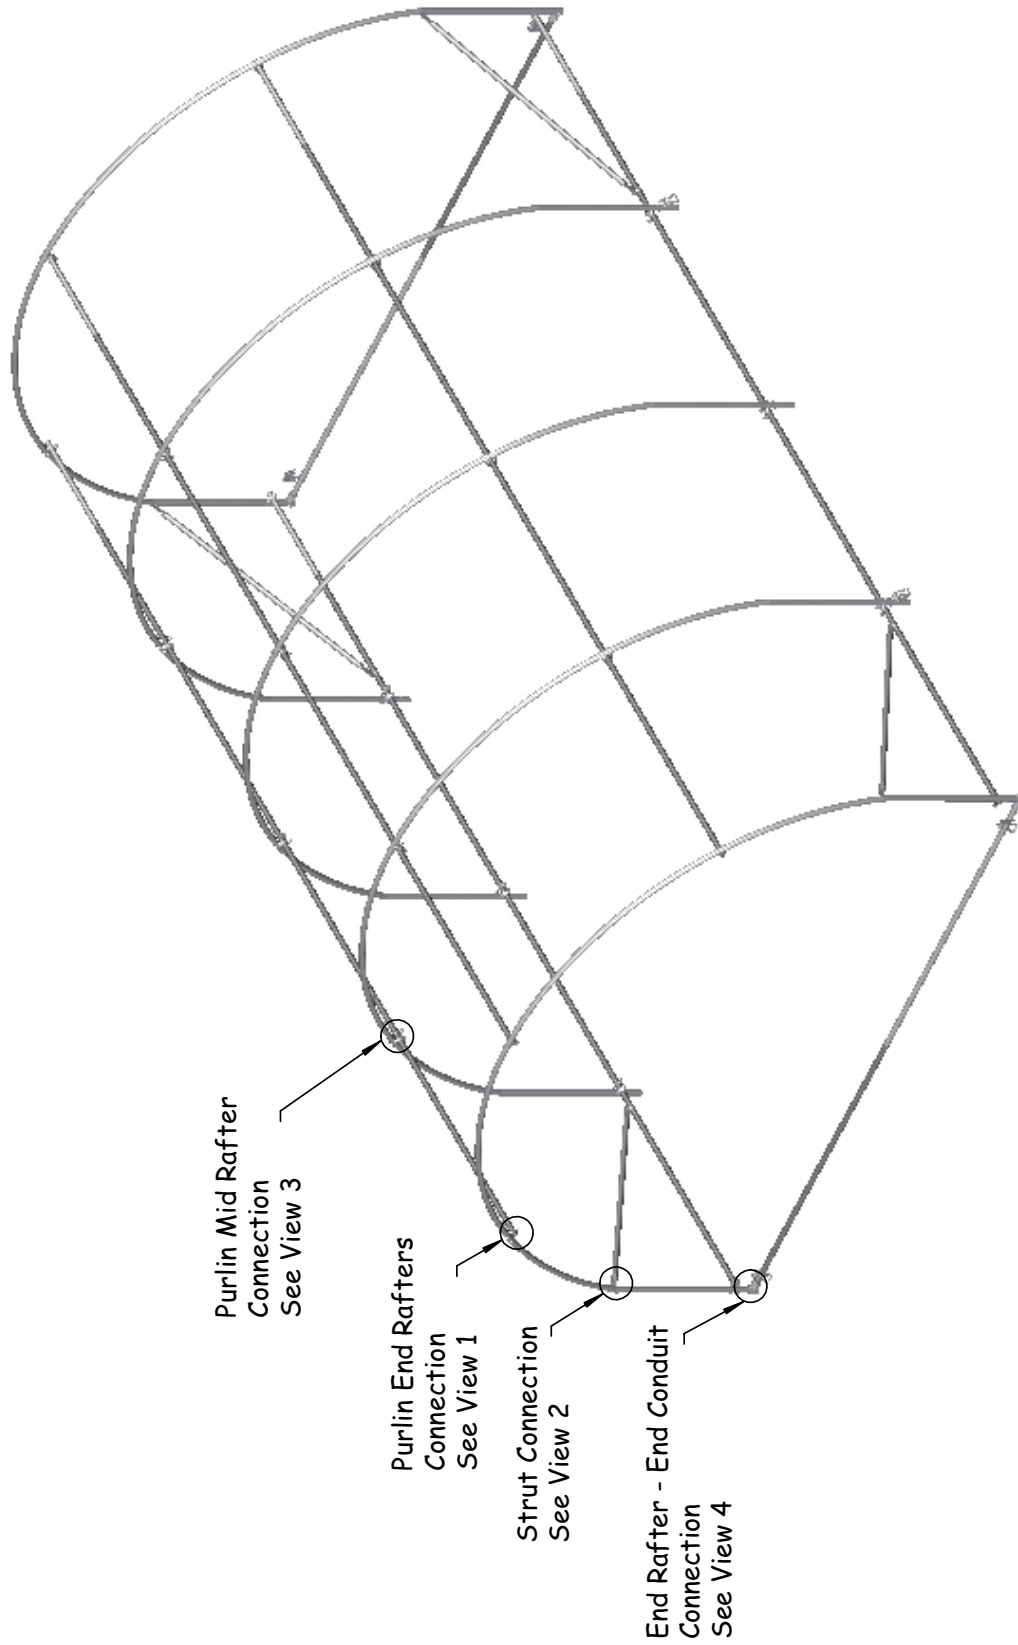 Purlin Mid Rafter
Connection
See View 3
Purlin End Rafters
Connection
See View 1
Strut Connection
See View 2
End Rafter - End Conduit
Connection
See View 4